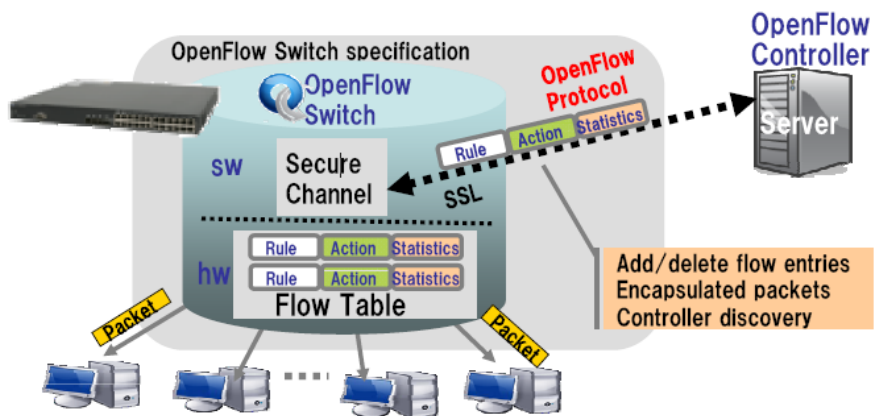 OpenFlow Switch specification
OpenFlow
Controller
OpenFlow
Switch
OpenFlow
Protocol
Server
Rule Action Statistics
sw
Secure
Channel
SSL
hw
Rule Action Statistics
Rule Action Statistics
Flow Table
Add/delete flow entries
Encapsulated packets
Controller discovery
Packet
Packet